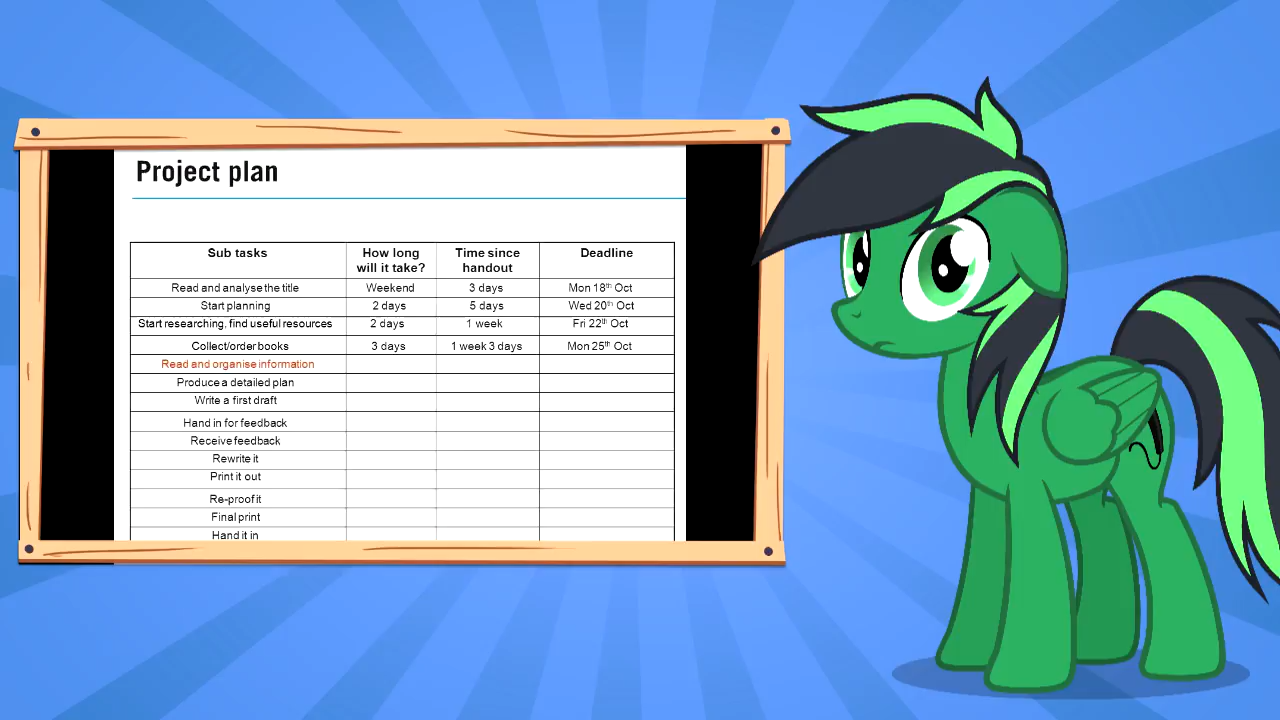 Project plan
Sub tasks How long will it take? Time since handout Deadline
Read and analyse the title Weekend 3 days Mon 18th Oct
Start planning 2 days 5 days Wed 20th Oct
Start researching, find useful resources 2 days 1 week Fri 22th Oct
Collect/order books 3 days 1 week 3 days Mon 25th Oct
Read and organise information
Produce a detailed plan
Write a first draft
Hand in for feedback
Receive feedback
Rewrite it
Print it out
Re-proof it
Final print
Hand it in